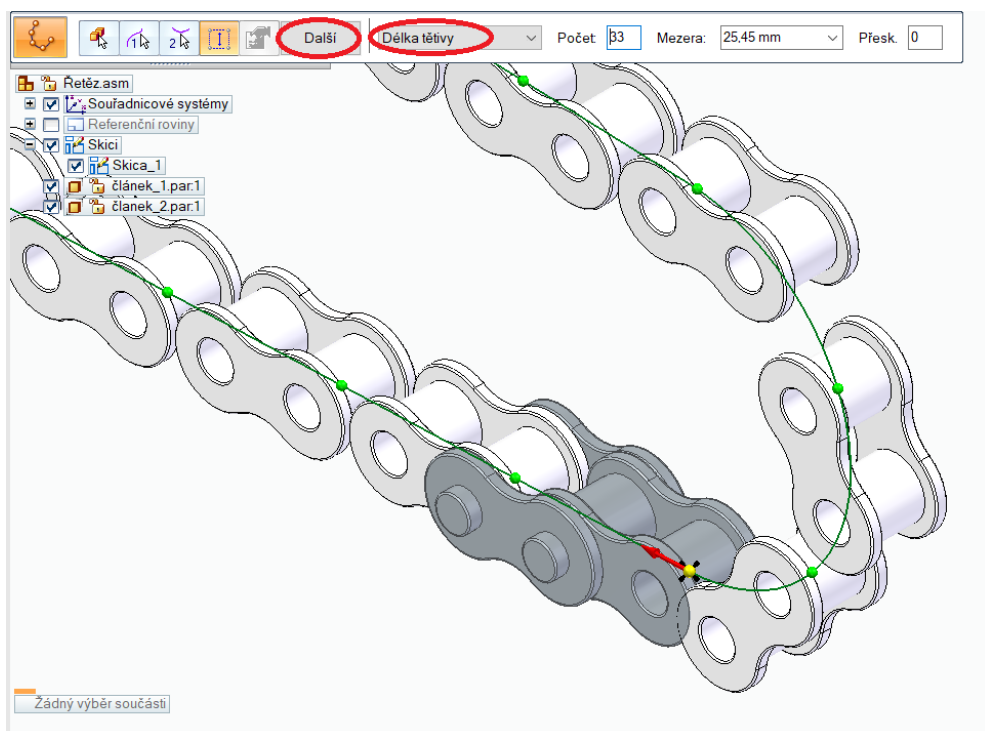 Další Délka tětivy Počet 33 Mezera: 25,45 mm Přesk. 0
Řetěz.asm
Souřadnicové systémy
Referenční roviny
Skici
Skica_1
článek_1.par:1
članek_2.par:1
Žádný výběr součásti